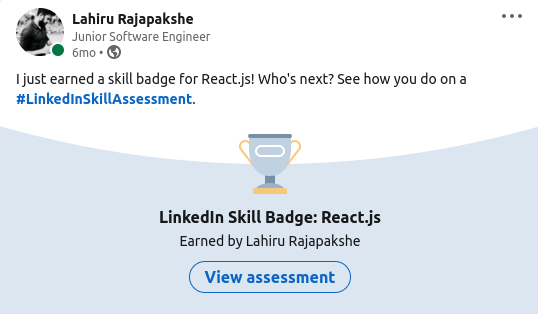 Lahiru Rajapakshe
Junior Software Engineer
6mo •
I just earned a skill badge for React.js! Who's next? See how you do on a
#LinkedInSkillAssessment.
LinkedIn Skill Badge: React.js
Earned by Lahiru Rajapakshe
View assessment